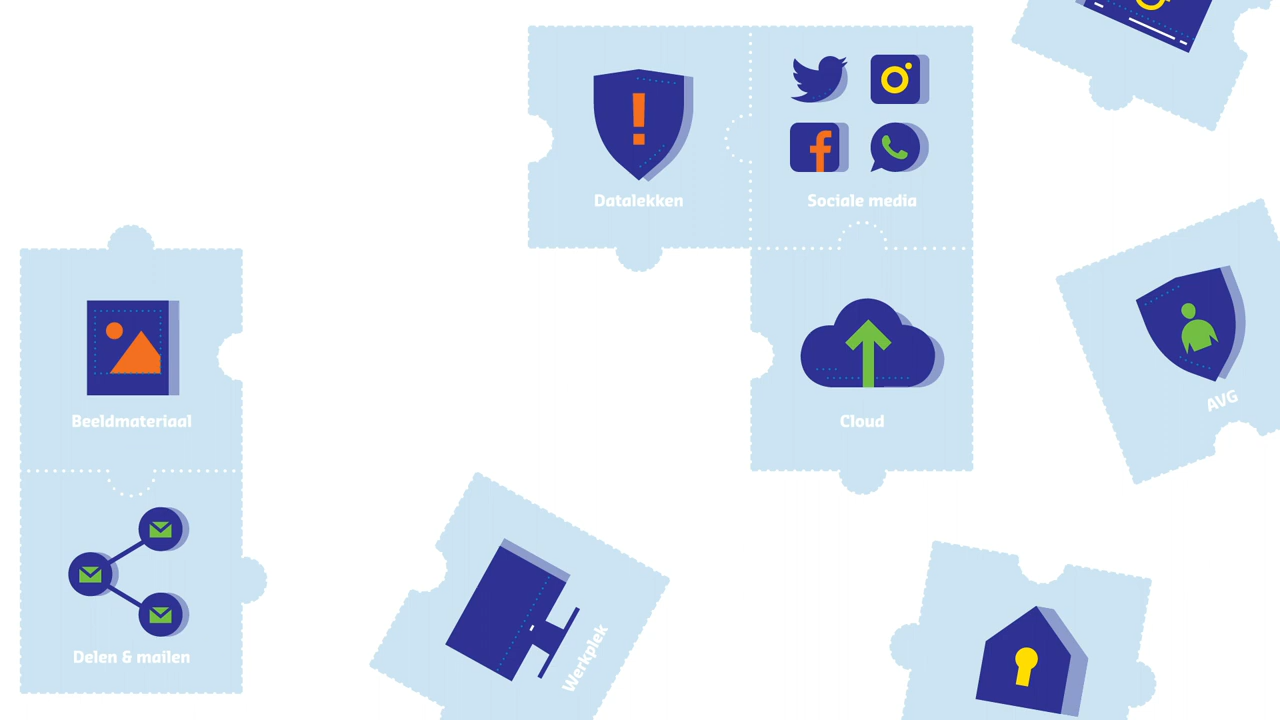 Datalekken
Sociale media
AVG
Beeldmateriaal
Cloud
Werkplek
Delen & mailen